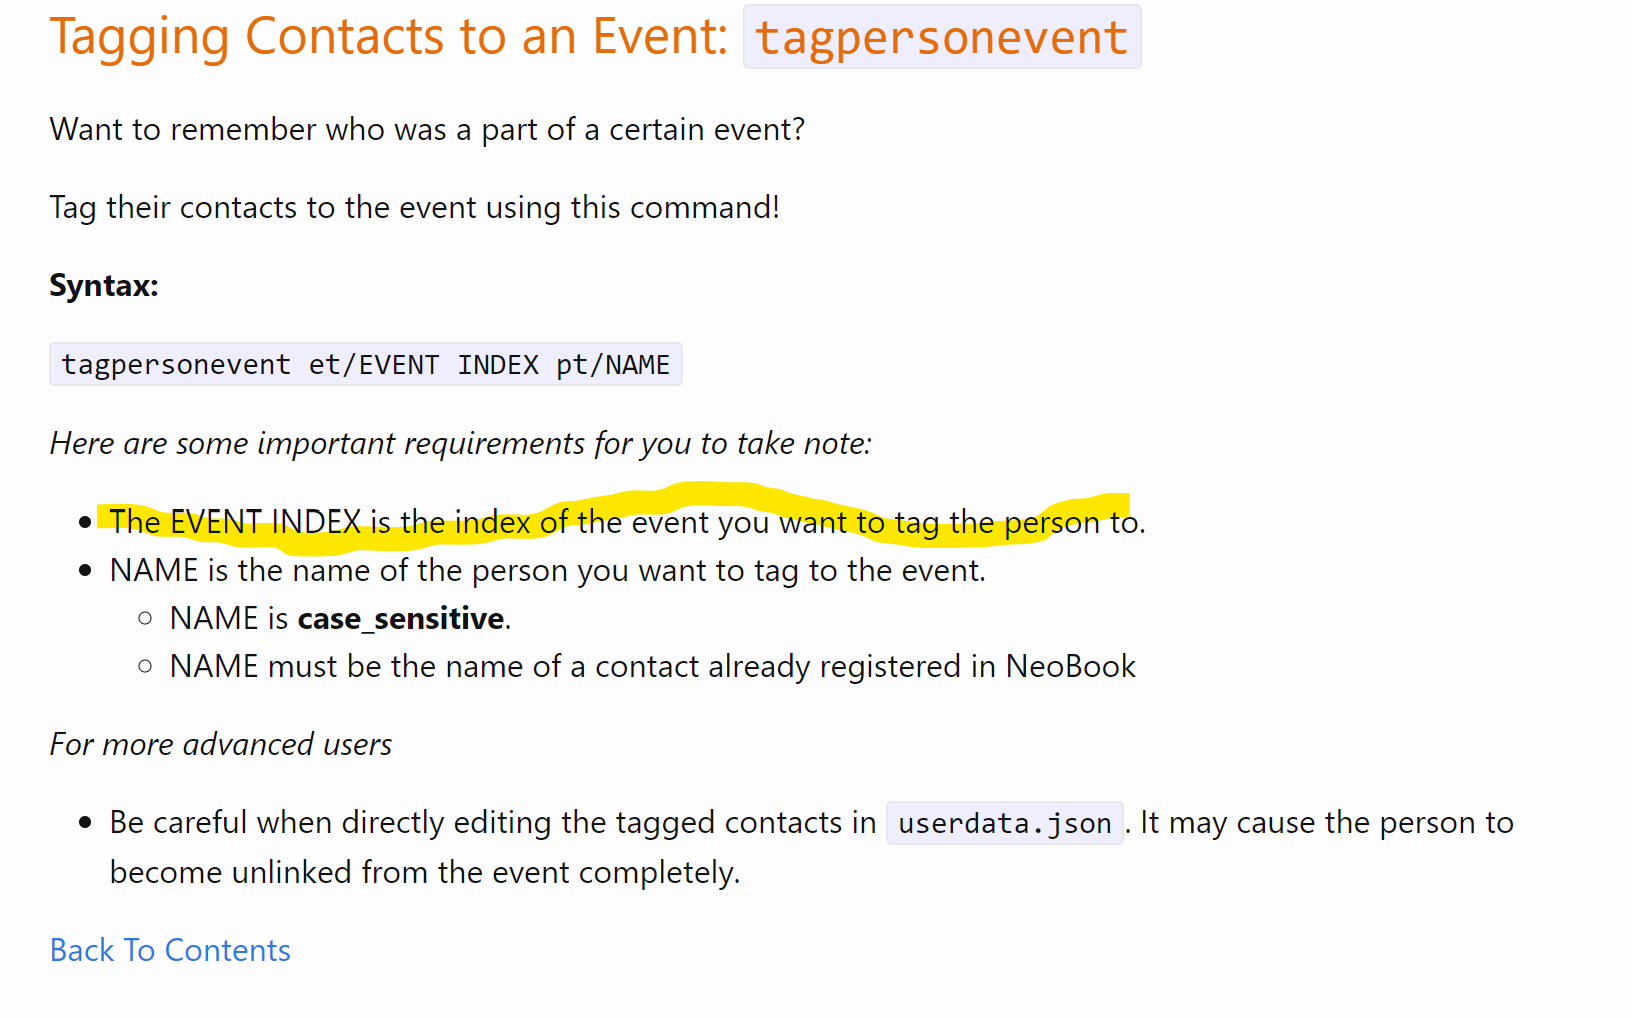 Tagging Contacts to an Event: tagpersonevent
Want to remember who was a part of a certain event?
Tag their contacts to the event using this command!
Syntax:
tagpersonevent et/EVENT INDEX pt/NAME
Here are some important requirements for you to take note:
The EVENT INDEX is the index of the event you want to tag the person to.
NAME is the name of the person you want to tag to the event.
NAME is case_sensitive.
NAME must be the name of a contact already registered in NeoBook
For more advanced users
Be careful when directly editing the tagged contacts in userdata.json. It may cause the person to
become unlinked from the event completely.
Back To Contents